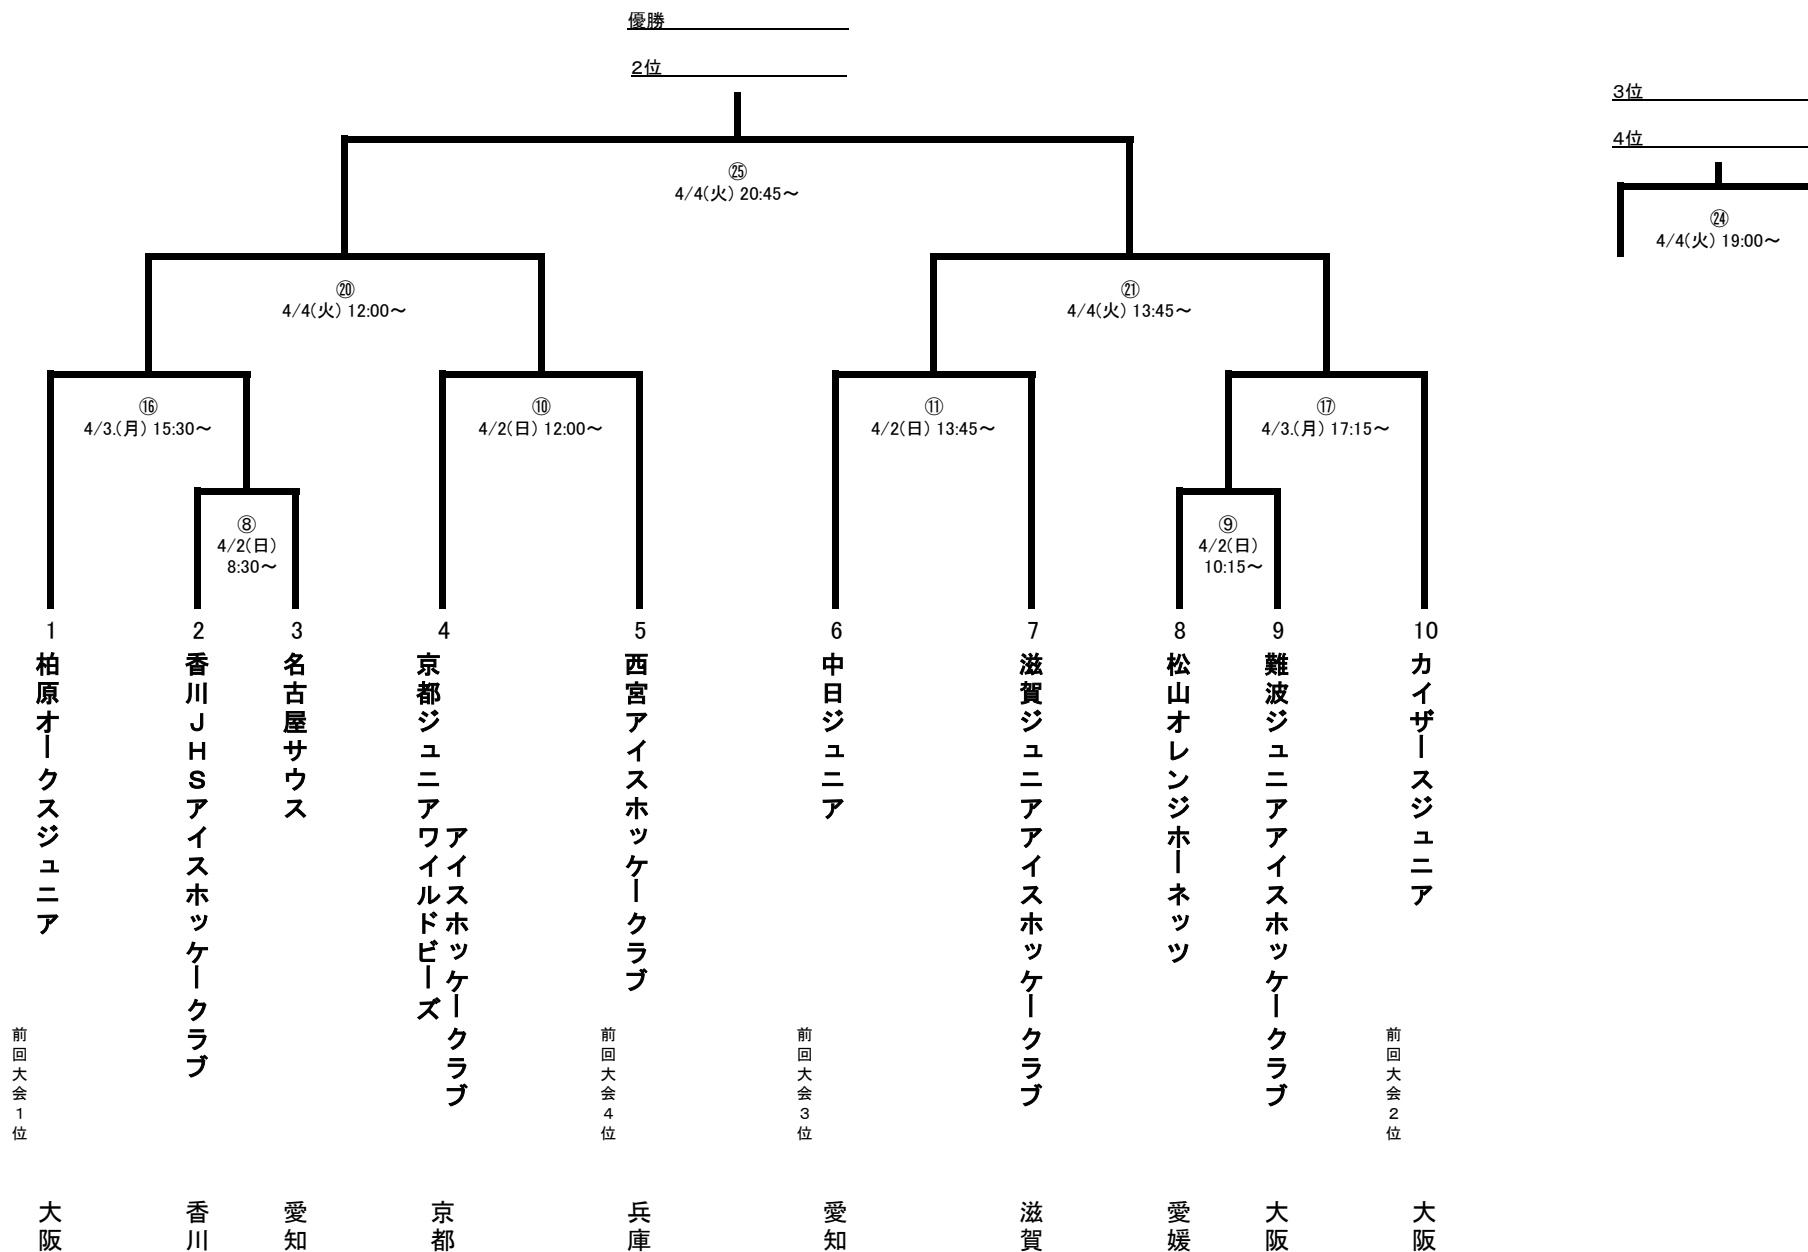 優勝
２位
３位
４位
㉕
4/4(火) 20:45～
㉔
4/4(火) 19:00～
⑳
4/4(火) 12:00～
㉑
4/4(火) 13:45～
⑯
4/3.(月) 15:30～
⑩
4/2(日) 12:00～
⑪
4/2(日) 13:45～
⑰
4/3.(月) 17:15～
⑧
4/2(日)
8:30～
⑨
4/2(日)
10:15～
1
2
3
4
5
6
7
8
9
10
柏原オークスジュニア
香川ＪＨＳアイスホッケークラブ
名古屋サウス
京都ジュニアワイルドビーズ
アイスホッケークラブ
西宮アイスホッケークラブ
中日ジュニア
滋賀ジュニアアイスホッケークラブ
松山オレンジホーネッツ
難波ジュニアアイスホッケークラブ
カイザースジュニア
前回大会１位
前回大会４位
前回大会３位
前回大会２位
大阪
香川
愛知
京都
兵庫
愛知
滋賀
愛媛
大阪
大阪